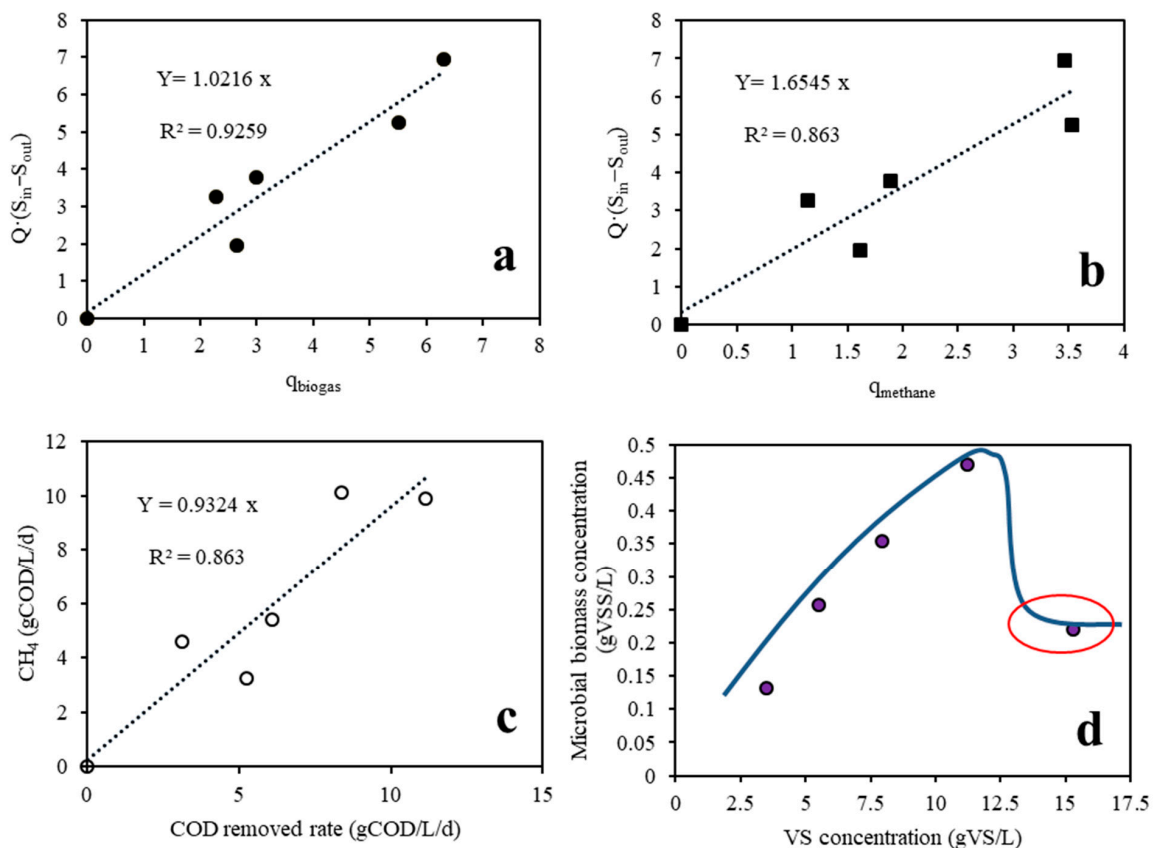 8
7
6
5
4
3
2
1
0
Q·(Sin−Sout)
Y= 1.0216 x
R² = 0.9259
a
0 1 2 3 4 5 6 7 8
qbiogas
8
7
6
5
4
3
2
1
0
Q·(Sin−Sout)
Y= 1.6545 x
R² = 0.863
b
0 0.5 1 1.5 2 2.5 3 3.5 4
qmethane
12
10
8
6
4
2
0
CH₄ (gCOD/L/d)
Y = 0.9324 x
R² = 0.863
c
0 5 10 15
COD removed rate (gCOD/L/d)
0.5
0.45
0.4
0.35
0.3
0.25
0.2
0.15
0.1
0.05
0
Microbial biomass concentration
(gVSS/L)
d
0 2.5 5 7.5 10 12.5 15 17.5
VS concentration (gVS/L)